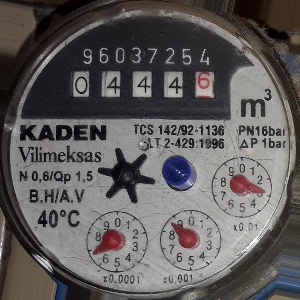 96037254
0 4 4 4 6
m³
KADEN
TCS 142/92-1136 PN16bar
Vilimeksas
LT 2-429:1996 ΔP 1bar
N 0,6/Qp 1,5
B.H/A.V
40°C
x0.01
x0.0001
x0.001